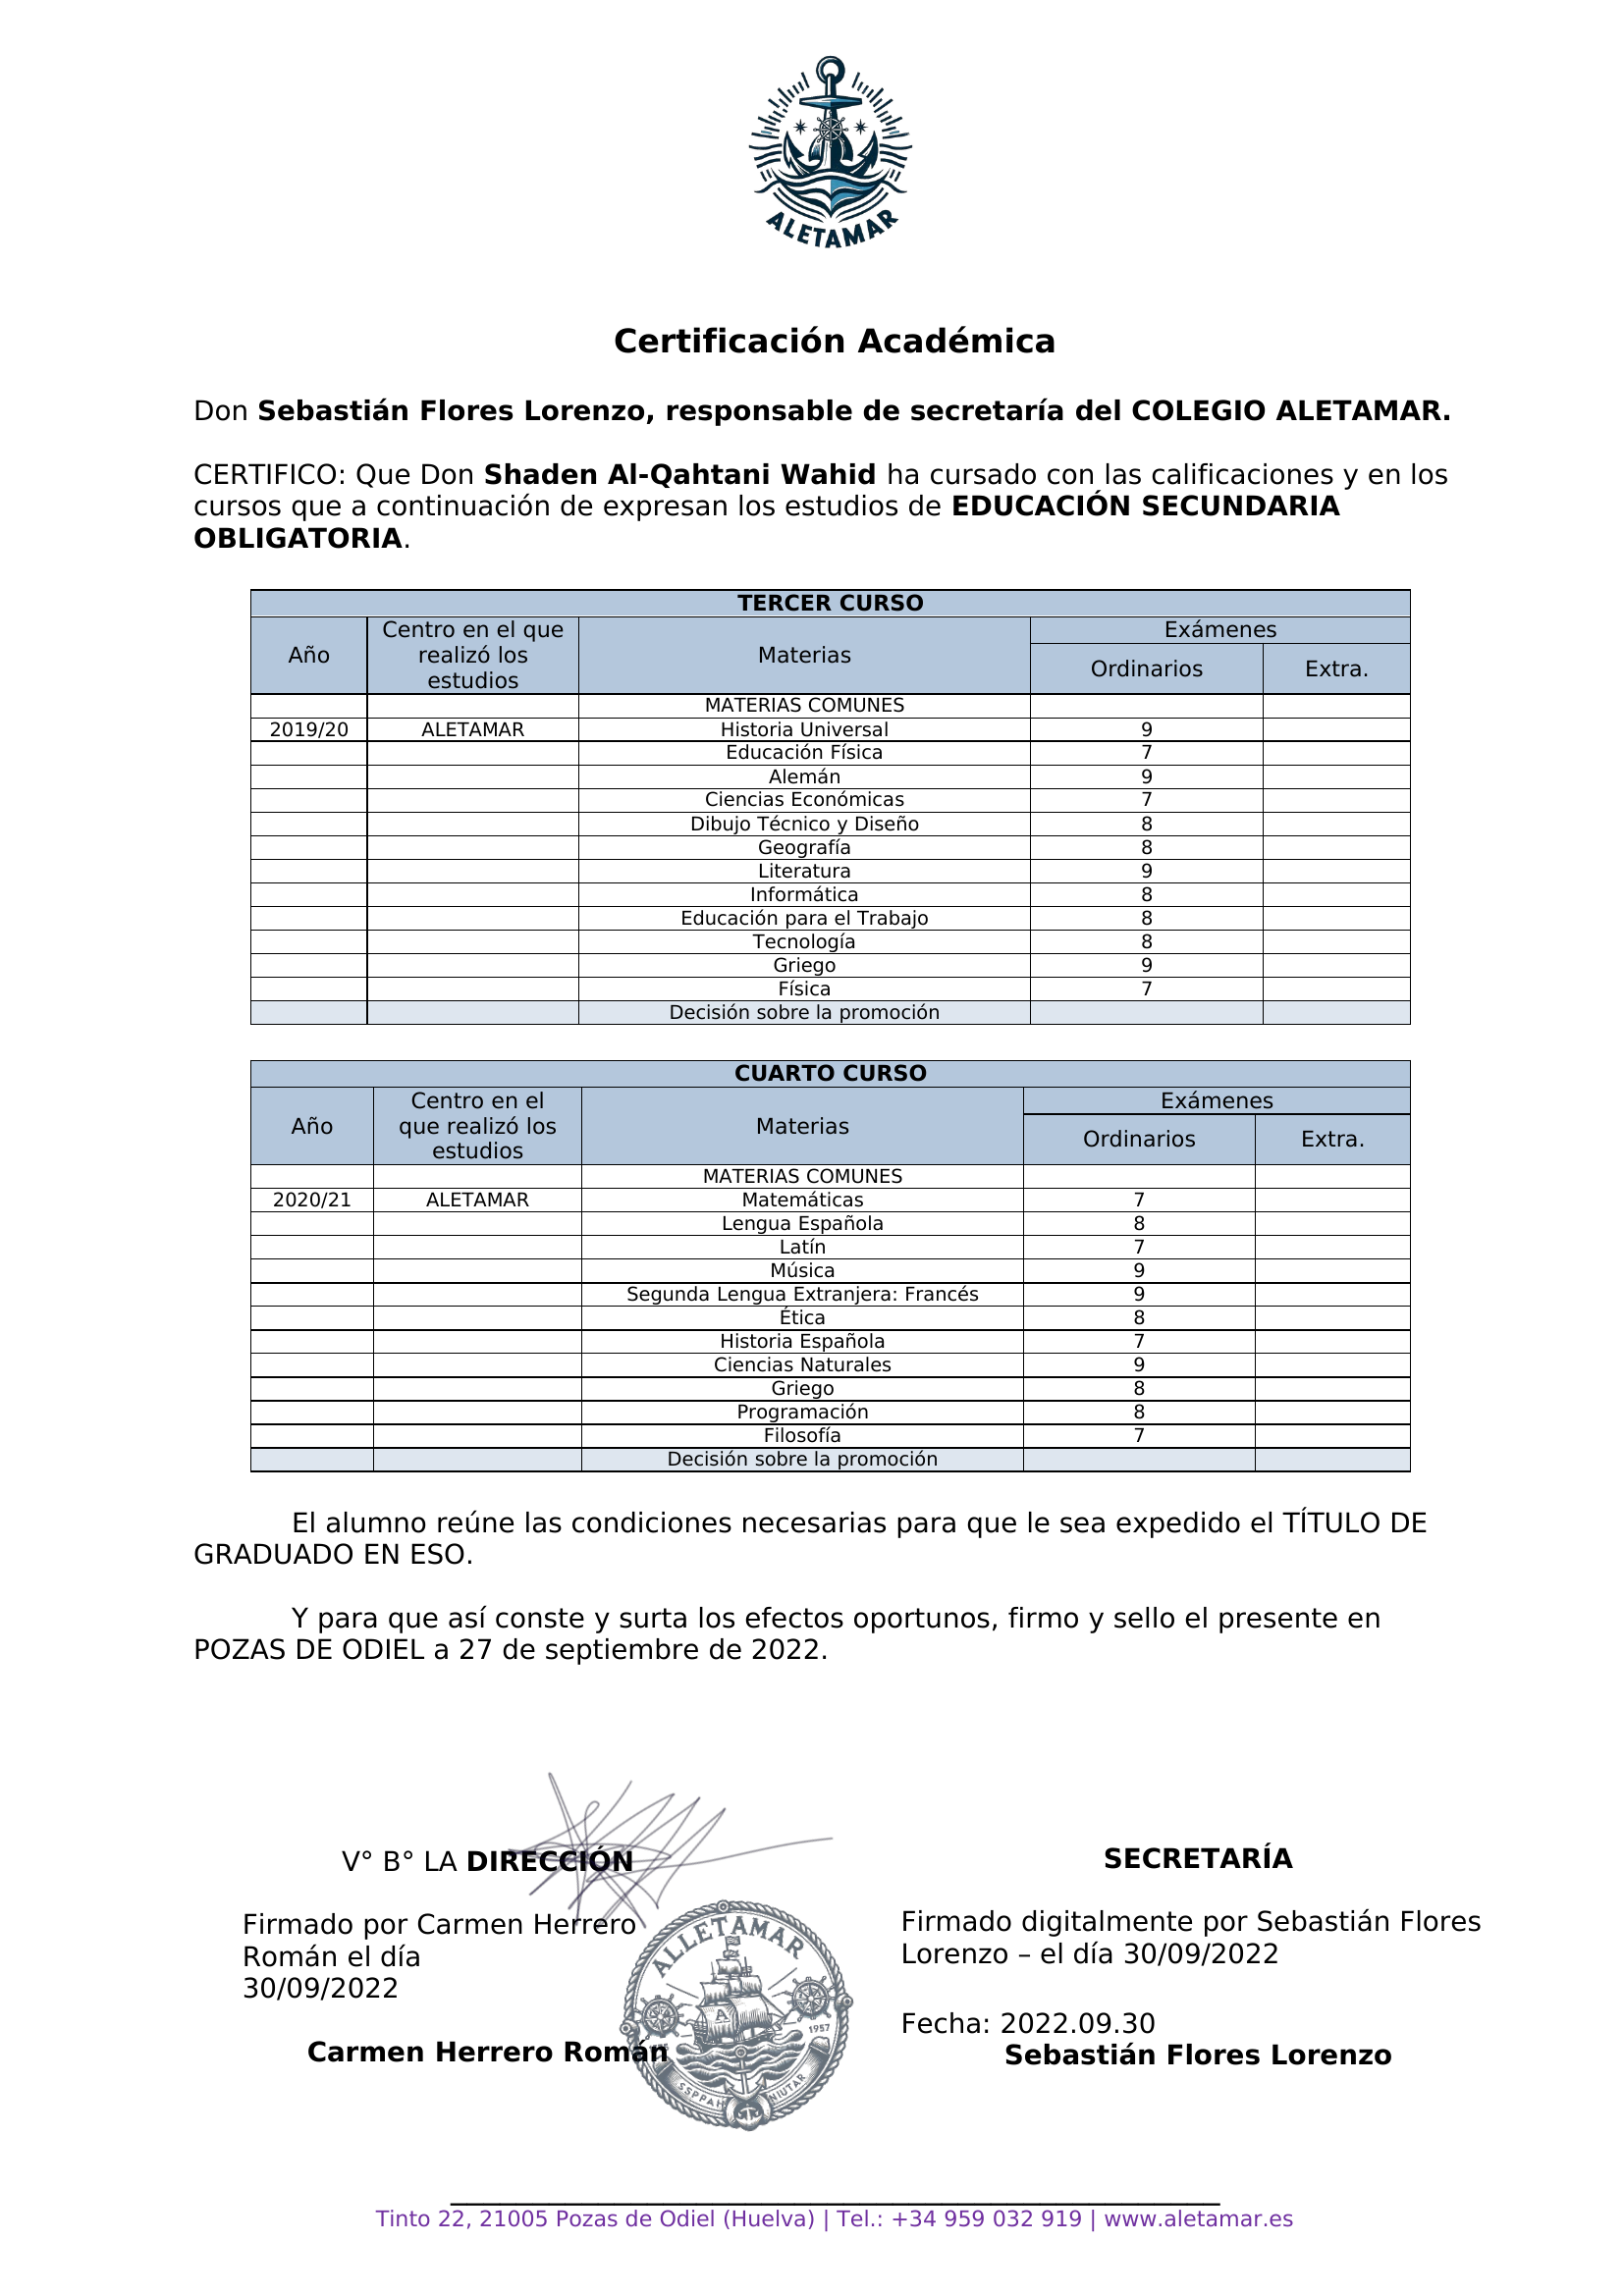 ALETAMAR
Certificación Académica
Don Sebastián Flores Lorenzo, responsable de secretaría del COLEGIO ALETAMAR.
CERTIFICO: Que Don Shaden Al-Qahtani Wahid ha cursado con las calificaciones y en los
cursos que a continuación de expresan los estudios de EDUCACIÓN SECUNDARIA
OBLIGATORIA.
TERCER CURSO
Año Centro en el que realizó los estudios Materias Exámenes
Ordinarios Extra.
MATERIAS COMUNES
2019/20 ALETAMAR Historia Universal 9
Educación Física 7
Alemán 9
Ciencias Económicas 7
Dibujo Técnico y Diseño 8
Geografía 8
Literatura 9
Informática 8
Educación para el Trabajo 8
Tecnología 8
Griego 9
Física 7
Decisión sobre la promoción
CUARTO CURSO
Año Centro en el que realizó los estudios Materias Exámenes
Ordinarios Extra.
MATERIAS COMUNES
2020/21 ALETAMAR Matemáticas 7
Lengua Española 8
Latín 7
Música 9
Segunda Lengua Extranjera: Francés 9
Ética 8
Historia Española 7
Ciencias Naturales 9
Griego 8
Programación 8
Filosofía 7
Decisión sobre la promoción
El alumno reúne las condiciones necesarias para que le sea expedido el TÍTULO DE
GRADUADO EN ESO.
Y para que así conste y surta los efectos oportunos, firmo y sello el presente en
POZAS DE ODIEL a 27 de septiembre de 2022.
V° B° LA DIRECCIÓN
Firmado por Carmen Herrero
Román el día
30/09/2022
Carmen Herrero Román
ALLETAMAR
A
1957
SSPPAH NIUTAR
SECRETARÍA
Firmado digitalmente por Sebastián Flores
Lorenzo – el día 30/09/2022
Fecha: 2022.09.30
Sebastián Flores Lorenzo
Tinto 22, 21005 Pozas de Odiel (Huelva) | Tel.: +34 959 032 919 | www.aletamar.es